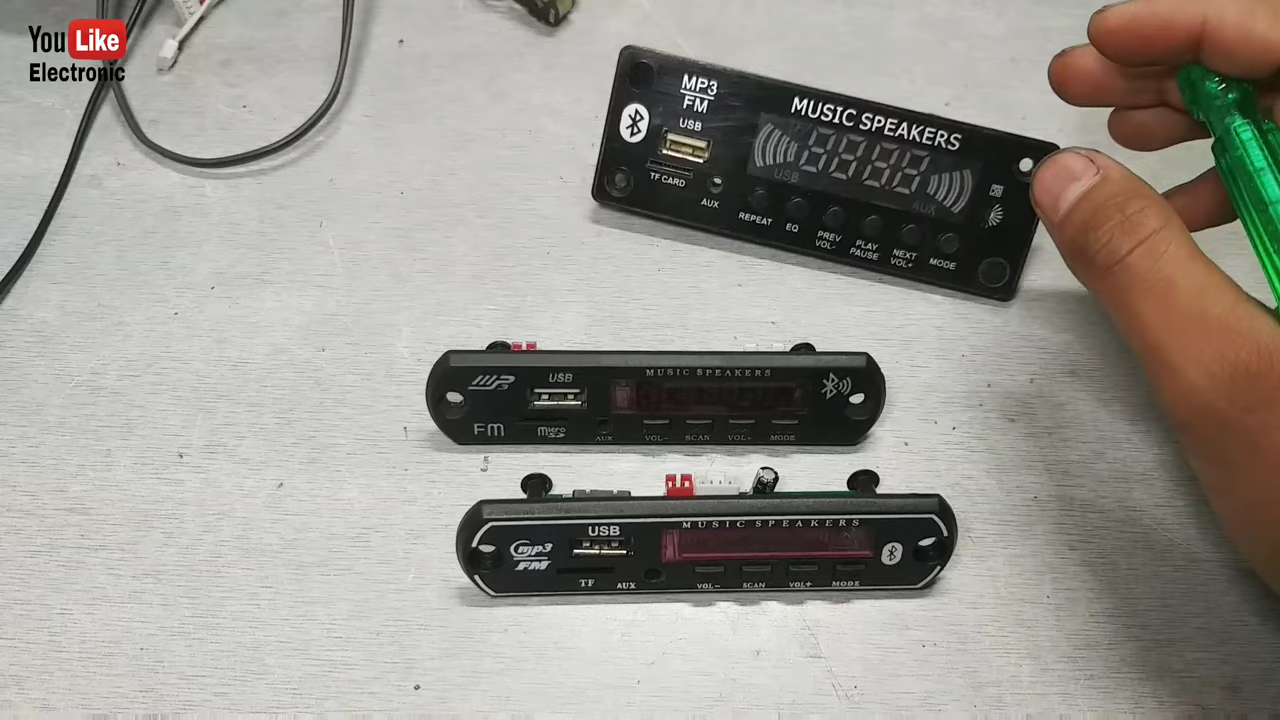 You Like
Electronic
MP3
FM
USB
TF CARD
AUX
MUSIC SPEAKERS
USB
AUX
REPEAT
EQ
PREV
VOL-
PLAY
PAUSE
NEXT
VOL+
MODE
MP3
USB
MUSIC SPEAKERS
FM
Micro
SD
AUX
VOL-
SCAN
VOL+
MODE
USB
MUSIC SPEAKERS
mp3
FM
TF
AUX
VOL-
SCAN
VOL+
MODE